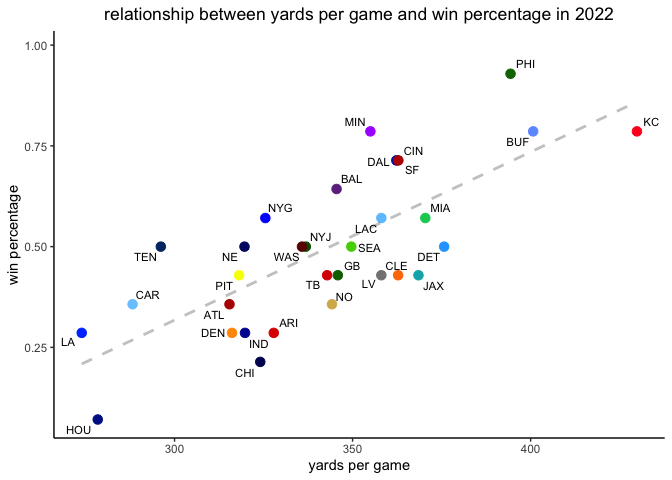 relationship between yards per game and win percentage in 2022
1.00
PHI
MIN
KC
0.75
BUF
CIN
DAL
SF
BAL
NYG
MIA
LAC
NYJ
0.50
SEA
TEN
NE
WAS
DET
GB
CLE
PIT
TB
LV
JAX
CAR
NO
ATL
ARI
0.25
DEN
LA
IND
CHI
HOU
300
350
400
yards per game
win percentage